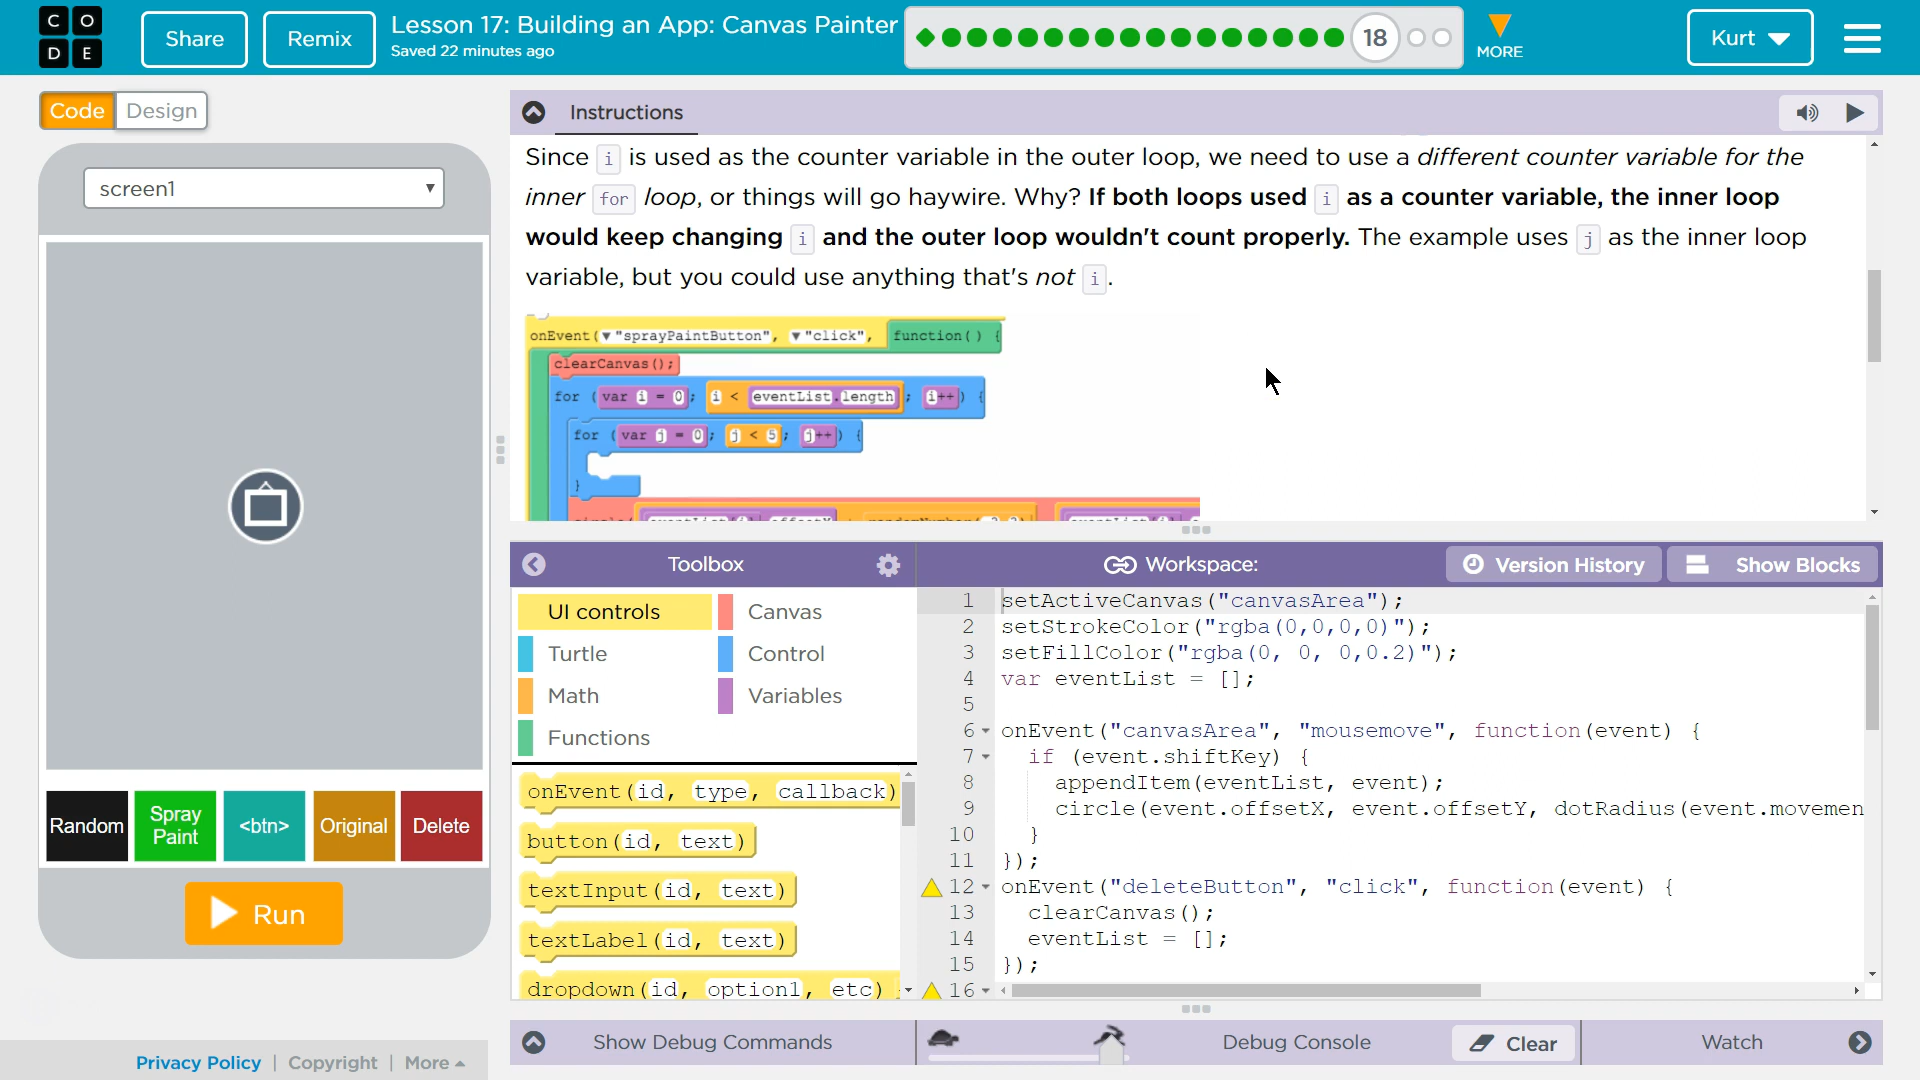 C O
D E
Share
Remix
Lesson 17: Building an App: Canvas Painter
Saved 22 minutes ago
18
MORE
Kurt
Code
Design
Instructions
screen1
Since i is used as the counter variable in the outer loop, we need to use a different counter variable for the
inner for loop, or things will go haywire. Why? If both loops used i as a counter variable, the inner loop
would keep changing i and the outer loop wouldn't count properly. The example uses j as the inner loop
variable, but you could use anything that's not i.
onEvent(▼"sprayPaintButton", ▼"click", function() {
clearCanvas();
for (var i = 0; i < eventList.length; i++) {
for (var j = 0; j < 5; j++) {
}
Random
Spray
Paint
<btn>
Original
Delete
Run
Toolbox
Workspace:
Version History
Show Blocks
UI controls
Canvas
Turtle
Control
Math
Variables
Functions
onEvent(id, type, callback)
button(id, text)
textInput(id, text)
textLabel(id, text)
dropdown(id, option1, etc)
1 setActiveCanvas("canvasArea");
2 setStrokeColor("rgba(0,0,0,0)");
3 setFillColor("rgba(0, 0, 0,0.2)");
4 var eventList = [];
5
6 onEvent("canvasArea", "mousemove", function(event) {
7 if (event.shiftKey) {
8 appendItem(eventList, event);
9 circle(event.offsetX, event.offsetY, dotRadius(event.movemen
10 }
11 });
12 onEvent("deleteButton", "click", function(event) {
13 clearCanvas();
14 eventList = [];
15 });
16
Show Debug Commands
Debug Console
Clear
Watch
Privacy Policy | Copyright | More